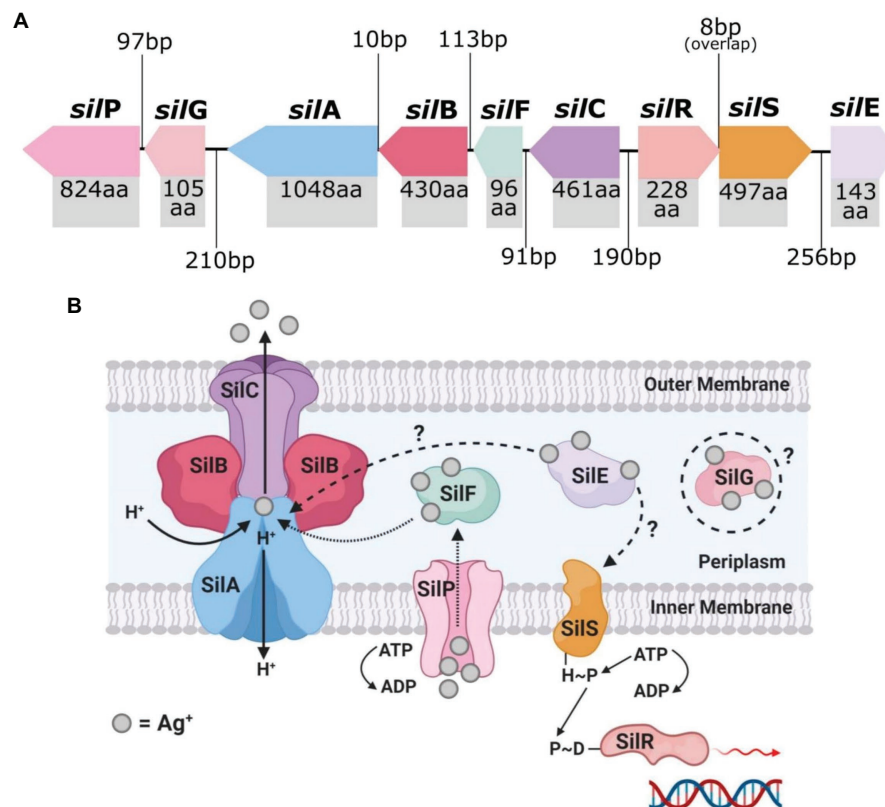 A
97bp
10bp
113bp
8bp
(overlap)
silP
silG
silA
silB
silF
silC
silR
silS
silE
824aa
105
aa
1048aa
430aa
96
aa
461aa
228
aa
497aa
143
aa
210bp
91bp
190bp
256bp
B
SilC
Outer Membrane
SilB
SilB
?
SilF
SilE
SilG
?
H⁺
H⁺
?
SilA
SilP
Periplasm
Inner Membrane
SilS
H⁺
ATP
ADP
H~P
ATP
ADP
= Ag⁺
P~D
SilR